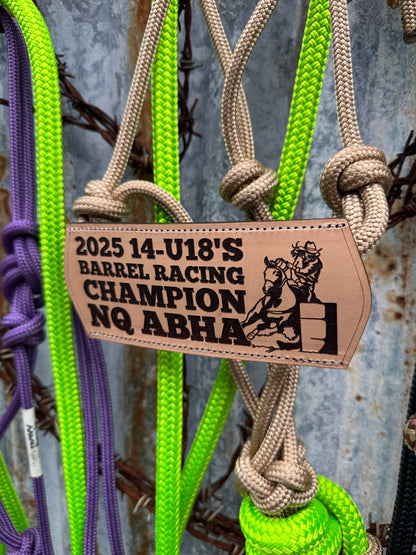 2025 14-U18'S
BARREL RACING
CHAMPION
NQ ABHA